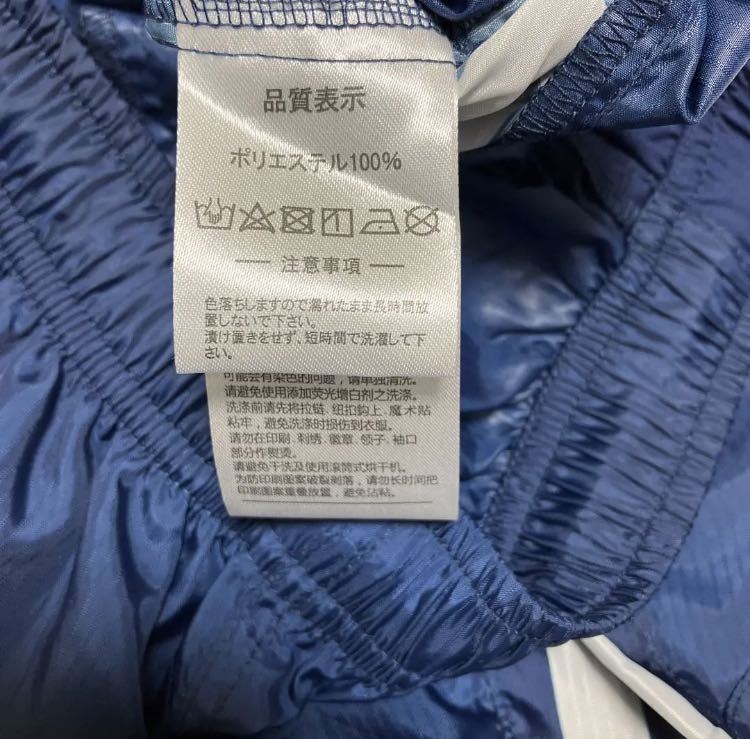 品質表示
ポリエステル100%
注意事項
色落ちしますので濡れたまま長時間放
置しないで下さい。
漬け置きをせず、短時間で洗濯して下
さい。
可能会有染色的问题，请单独清洗。
请避免使用添加荧光增白剂之洗涤。
洗涤前请先将拉链.纽扣鈎上，魔术贴
粘牢，避免洗涤时损伤到衣服。
请勿在印刷.刺绣.徽章.领子.袖口
部分作熨烫。
请避免干洗及使用滚筒式烘干机。
为防印刷图案破裂剥落，请勿长时间把
印刷图案重叠放置，避免沾粘。